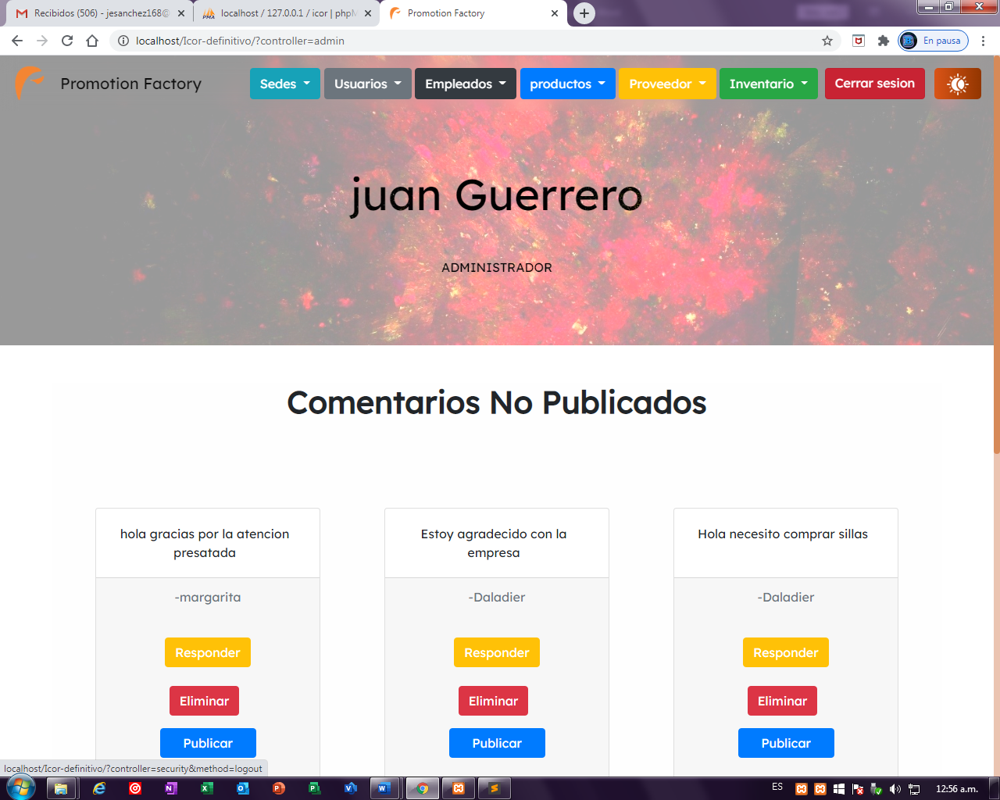 Recibidos (506) - jesanchez168@
localhost / 127.0.0.1 / icor | phpM
Promotion Factory
localhost/Icor-definitivo/?controller=admin
En pausa
Promotion Factory
Sedes
Usuarios
Empleados
productos
Proveedor
Inventario
Cerrar sesion
juan Guerrero
ADMINISTRADOR
Comentarios No Publicados
hola gracias por la atencion
presatada
-margarita
Responder
Eliminar
Publicar
Estoy agradecido con la
empresa
-Daladier
Responder
Eliminar
Publicar
Hola necesito comprar sillas
-Daladier
Responder
Eliminar
Publicar
localhost/Icor-definitivo/?controller=security&method=logout
ES
12:56 a.m.